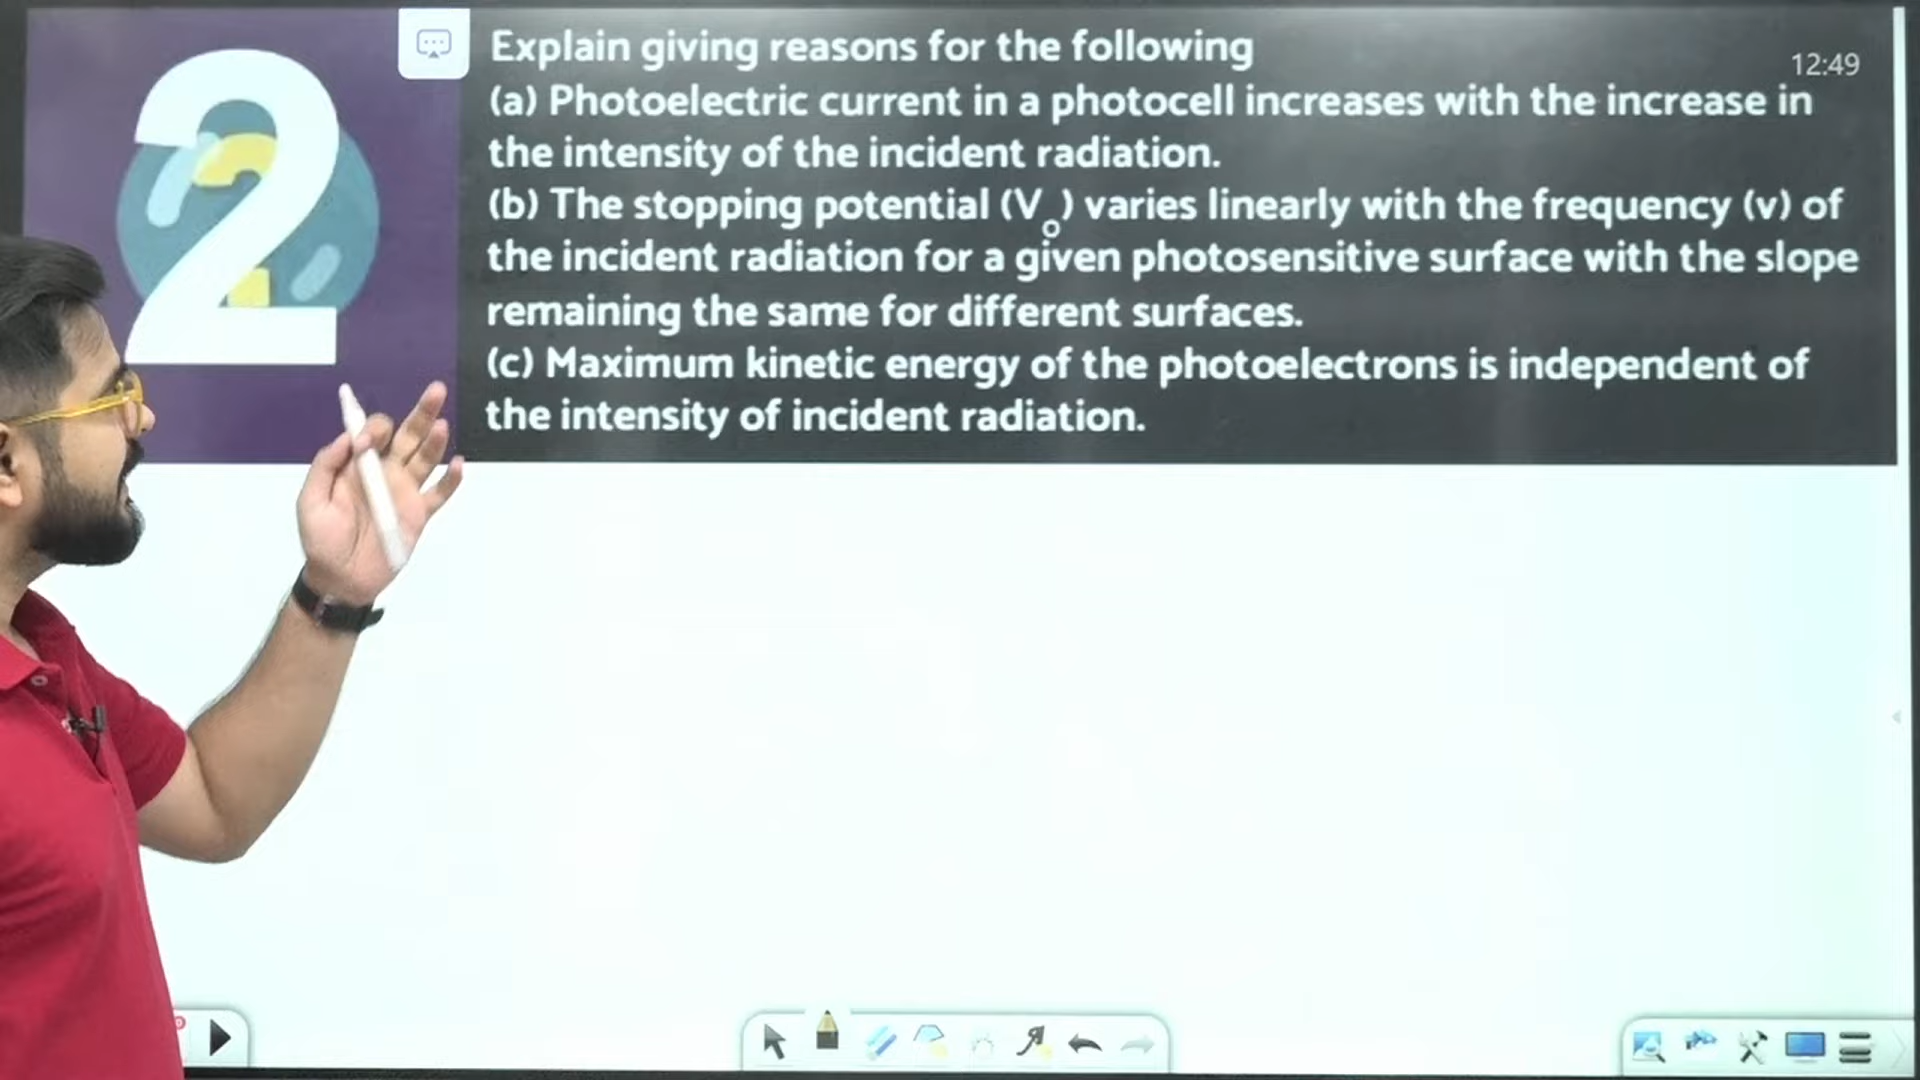 2
Explain giving reasons for the following
12:49
(a) Photoelectric current in a photocell increases with the increase in
the intensity of the incident radiation.
(b) The stopping potential (Vo) varies linearly with the frequency (v) of
the incident radiation for a given photosensitive surface with the slope
remaining the same for different surfaces.
(c) Maximum kinetic energy of the photoelectrons is independent of
the intensity of incident radiation.